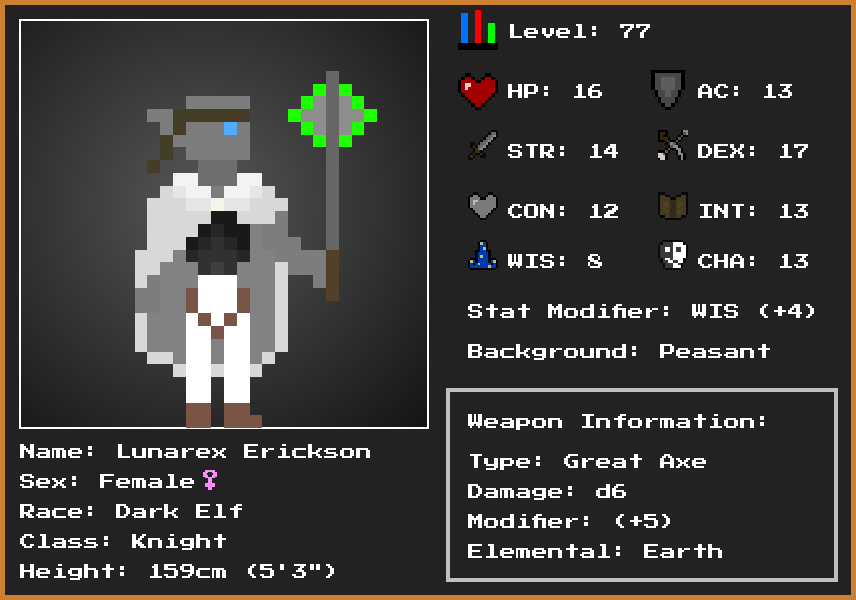 Level: 77
HP: 16
AC: 13
STR: 14
DEX: 17
CON: 12
INT: 13
WIS: 8
CHA: 13
Stat Modifier: WIS (+4)
Background: Peasant
Weapon Information:
Type: Great Axe
Damage: d6
Modifier: (+5)
Elemental: Earth
Name: Lunarex Erickson
Sex: Female♀
Race: Dark Elf
Class: Knight
Height: 159cm (5'3")